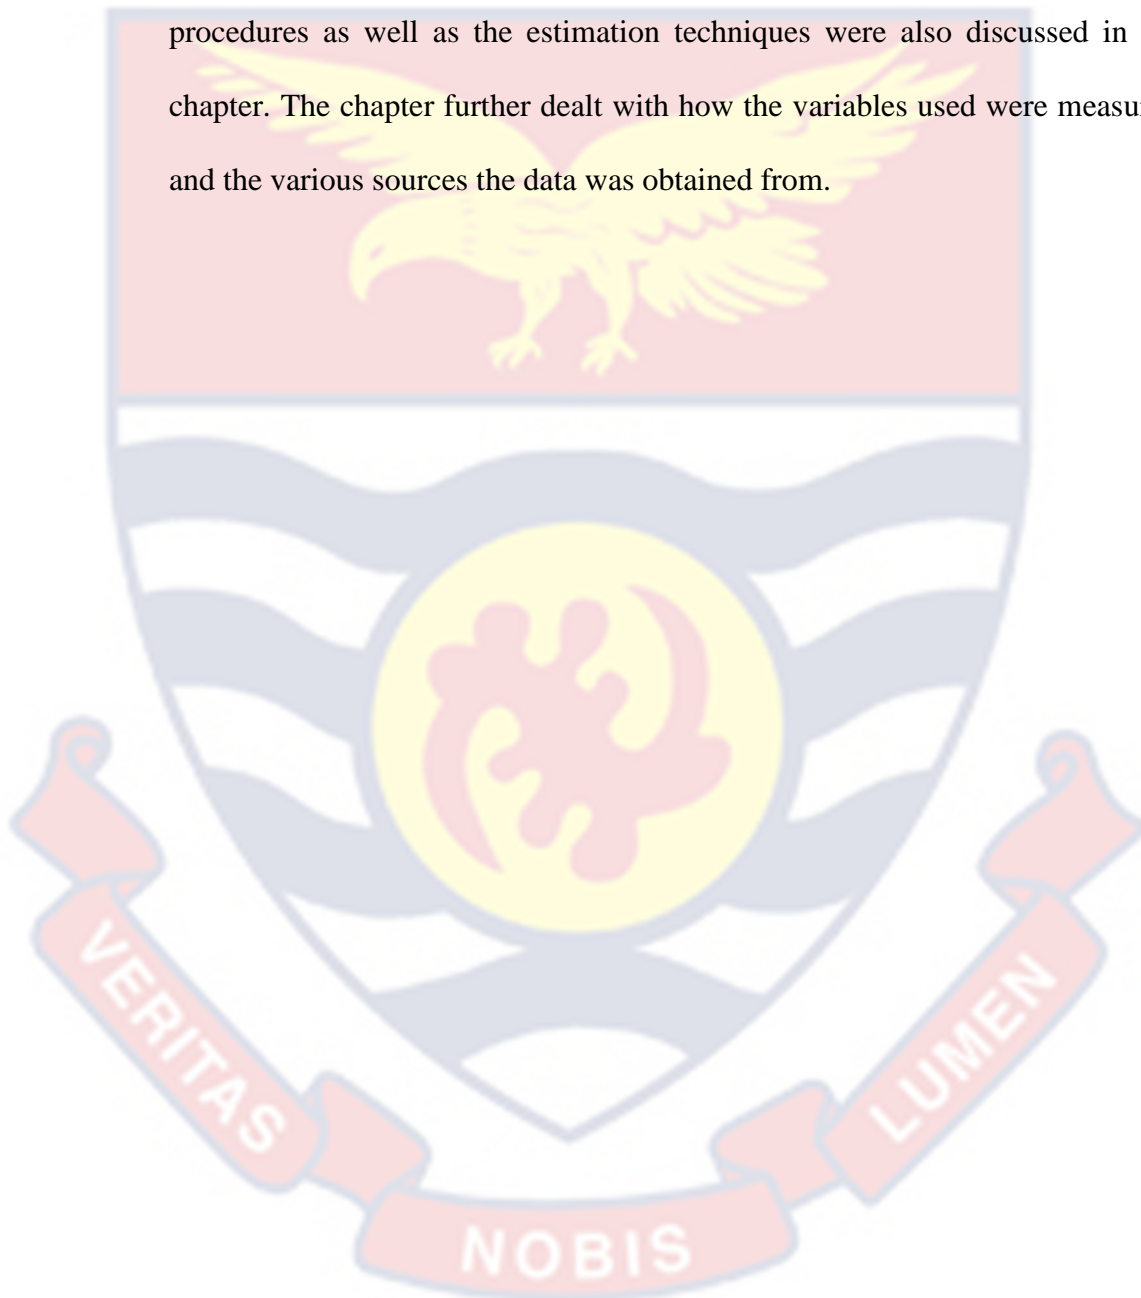 procedures as well as the estimation techniques were also discussed in
chapter. The chapter further dealt with how the variables used were
and the various sources the data was obtained from.
VERITAS
NOBIS
LUMEN